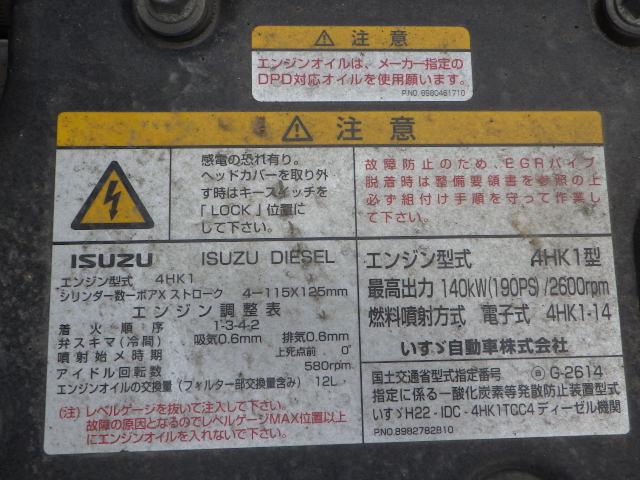 ⚠ 注意
エンジンオイルは、メーカー指定の
DPD対応オイルを使用願います。
P.NO.8980461710
⚠ 注意
感電の恐れ有り。
ヘッドカバーを取り外
す時はキースイッチを
「LOCK」位置に
して下さい。
故障防止のため、EGRパイプ
脱着時は整備要領書を参照の上
必ず組付け手順を守って作業し
て下さい。
ISUZU ISUZU DIESEL
エンジン型式 4HK1
シリンダー数ーボアXストローク 4-115X125mm
エンジン調整表
着火順序 1-3-4-2
弁スキマ(冷間) 吸気0.6mm 排気0.6mm
噴射始メ時期 上死点前 0°
アイドル回転数 580rpm
エンジンオイルの交換量(フィルター部交換量含み) 12L
(注)レベルゲージを抜いて注入して下さい。
故障の原因となるのでレベルゲージMAX位置以上
にエンジンオイルを入れないで下さい。
エンジン型式 4HK1型
最高出力 140kW(190PS)/2600rpm
燃料噴射方式 電子式 4HK1-14
いすゞ自動車株式会社
国土交通省型式指定番号 ⓐ G-2614
指定に係る一酸化炭素等発散防止装置型式
いすゞH22-IDC-4HK1TCC4ディーゼル機関
P.NO.8982782810